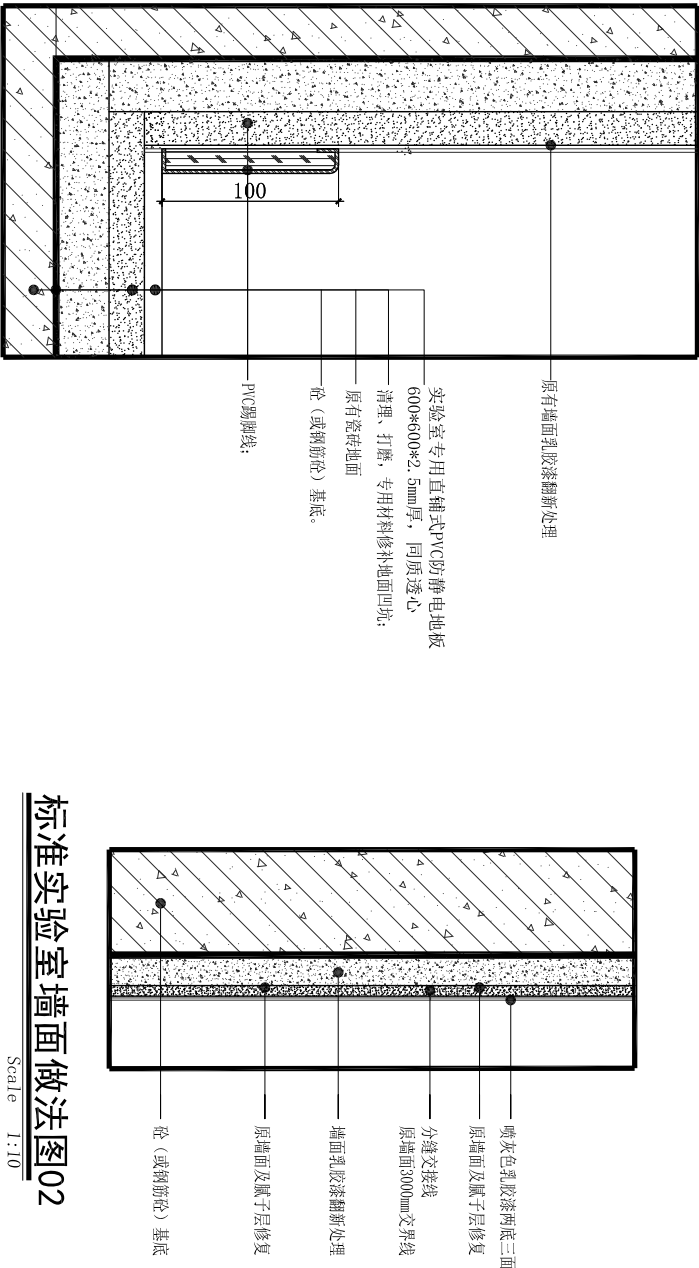 100
原有墙面乳胶漆翻新处理
实验室专用直铺式PVC防静电地板
600*600*2.5mm厚，同质透心
清理、打磨，专用材料修补地面凹坑；
原有瓷砖地面
砼（或钢筋砼）基底。
PVC踢脚线；
喷灰色乳胶漆两底三面
原墙面及腻子层修复
分缝交接线
原墙面3000mm交界线
墙面乳胶漆翻新处理
原墙面及腻子层修复
砼（或钢筋砼）基底
标准实验室墙面做法图02
Scale 1:10